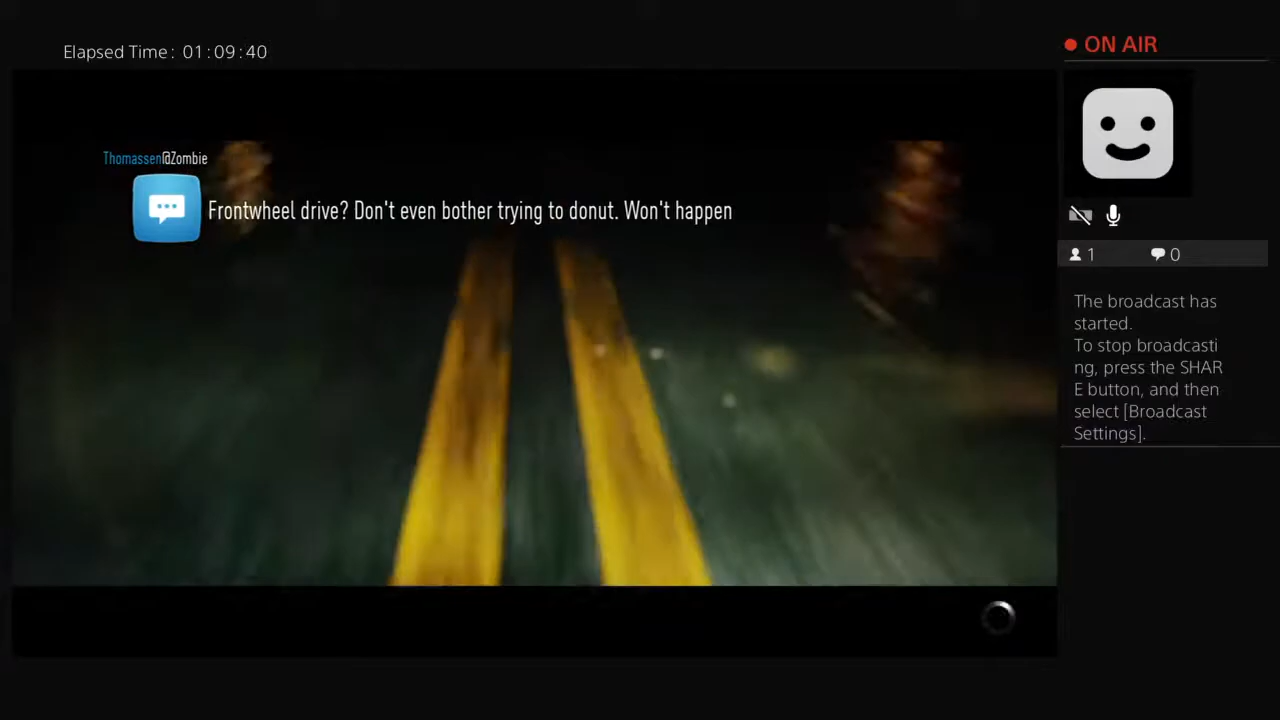 Elapsed Time: 01:09:40
ON AIR
Thomassen@Zombie
Frontwheel drive? Don't even bother trying to donut. Won't happen
1 0
The broadcast has
started.
To stop broadcasti
ng, press the SHAR
E button, and then
select [Broadcast
Settings].